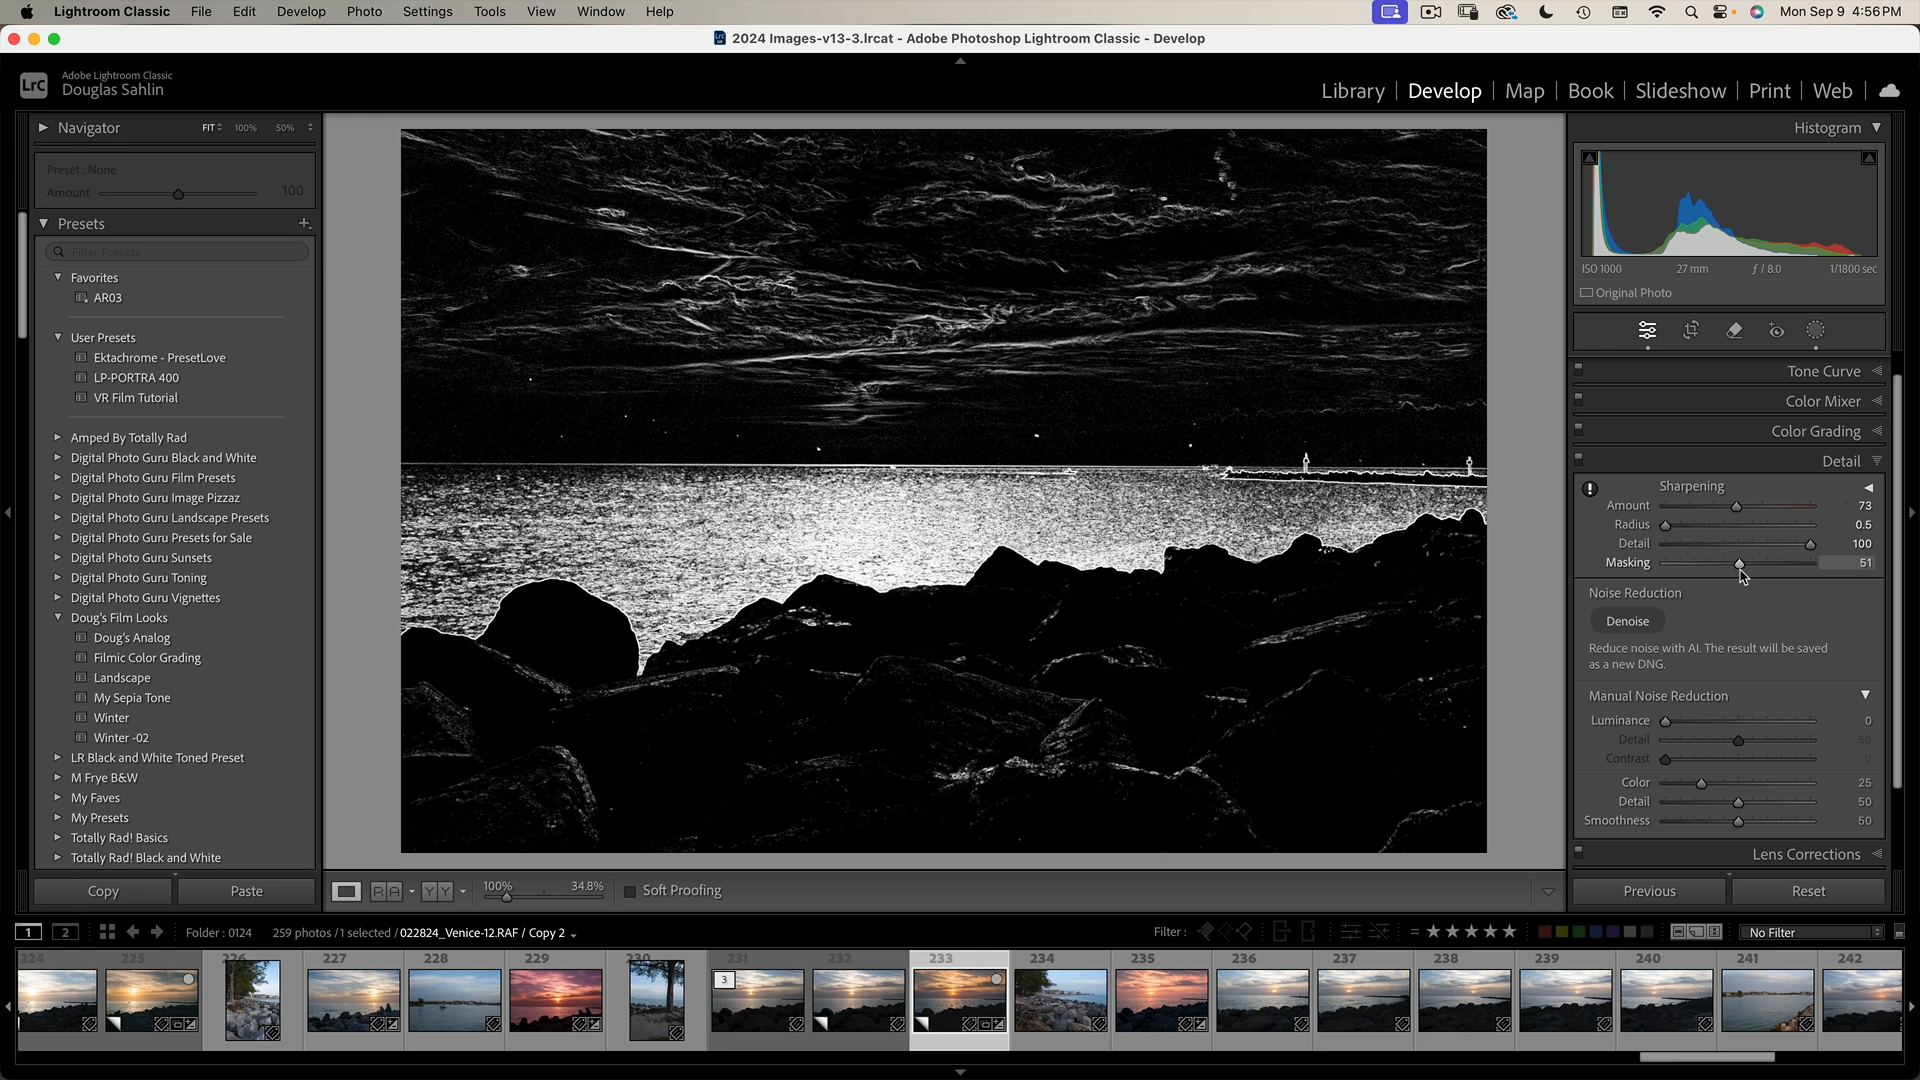 Lightroom Classic File Edit Develop Photo Settings Tools View Window Help Mon Sep 9 4:56 PM
2024 Images-v13-3.lrcat - Adobe Photoshop Lightroom Classic - Develop
LrC Adobe Lightroom Classic
Douglas Sahlin
Library | Develop | Map | Book | Slideshow | Print | Web
Navigator FIT 100% 50%
Preset : None
Amount 100
Presets
Filter Presets
Favorites
AR03
User Presets
Ektachrome - PresetLove
LP-PORTRA 400
VR Film Tutorial
Amped By Totally Rad
Digital Photo Guru Black and White
Digital Photo Guru Film Presets
Digital Photo Guru Image Pizzaz
Digital Photo Guru Landscape Presets
Digital Photo Guru Presets for Sale
Digital Photo Guru Sunsets
Digital Photo Guru Toning
Digital Photo Guru Vignettes
Doug's Film Looks
Doug's Analog
Filmic Color Grading
Landscape
My Sepia Tone
Winter
Winter -02
LR Black and White Toned Preset
M Frye B&W
My Faves
My Presets
Totally Rad! Basics
Totally Rad! Black and White
Copy Paste
R A Y Y 100% 34.8% Soft Proofing
Histogram
ISO 1000 27 mm ƒ / 8.0 1/1800 sec
Original Photo
Tone Curve
Color Mixer
Color Grading
Detail
Sharpening
Amount 73
Radius 0.5
Detail 100
Masking 51
Noise Reduction
Denoise
Reduce noise with AI. The result will be saved
as a new DNG.
Manual Noise Reduction
Luminance 0
Detail 50
Contrast 0
Color 25
Detail 50
Smoothness 50
Lens Corrections
Previous Reset
1 2 Folder : 0124 259 photos / 1 selected / 022824_Venice-12.RAF / Copy 2 Filter : No Filter
224 225 226 227 228 229 230 231 232 233 234 235 236 237 238 239 240 241 242
3